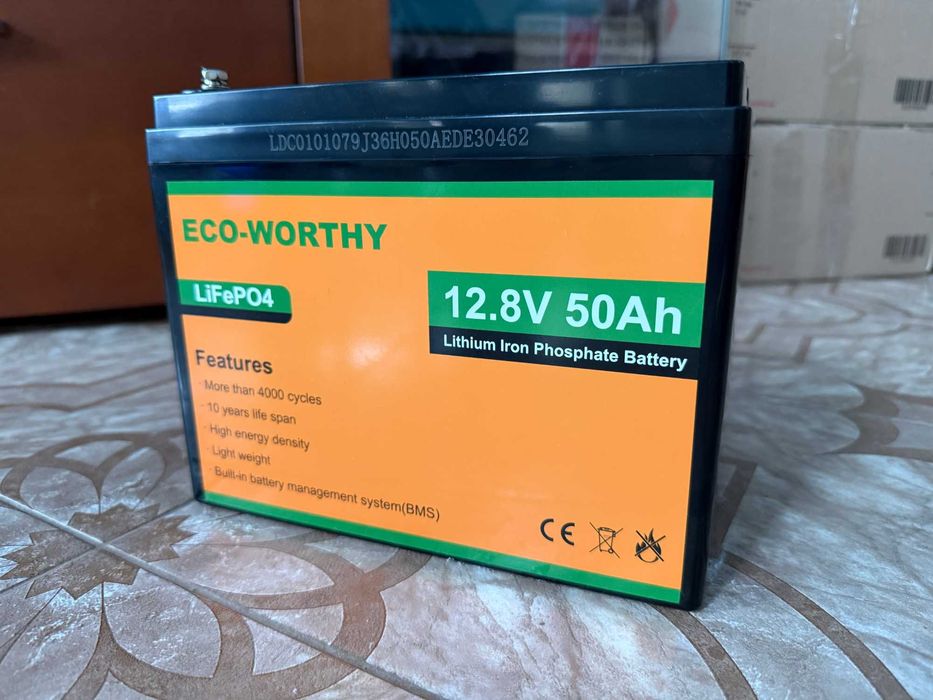 LDC0101079J36H050AEDE30462
ECO-WORTHY
LiFePO4
12.8V 50Ah
Lithium Iron Phosphate Battery
Features
· More than 4000 cycles
· 10 years life span
· High energy density
· Light weight
· Built-in battery management system(BMS)
CE